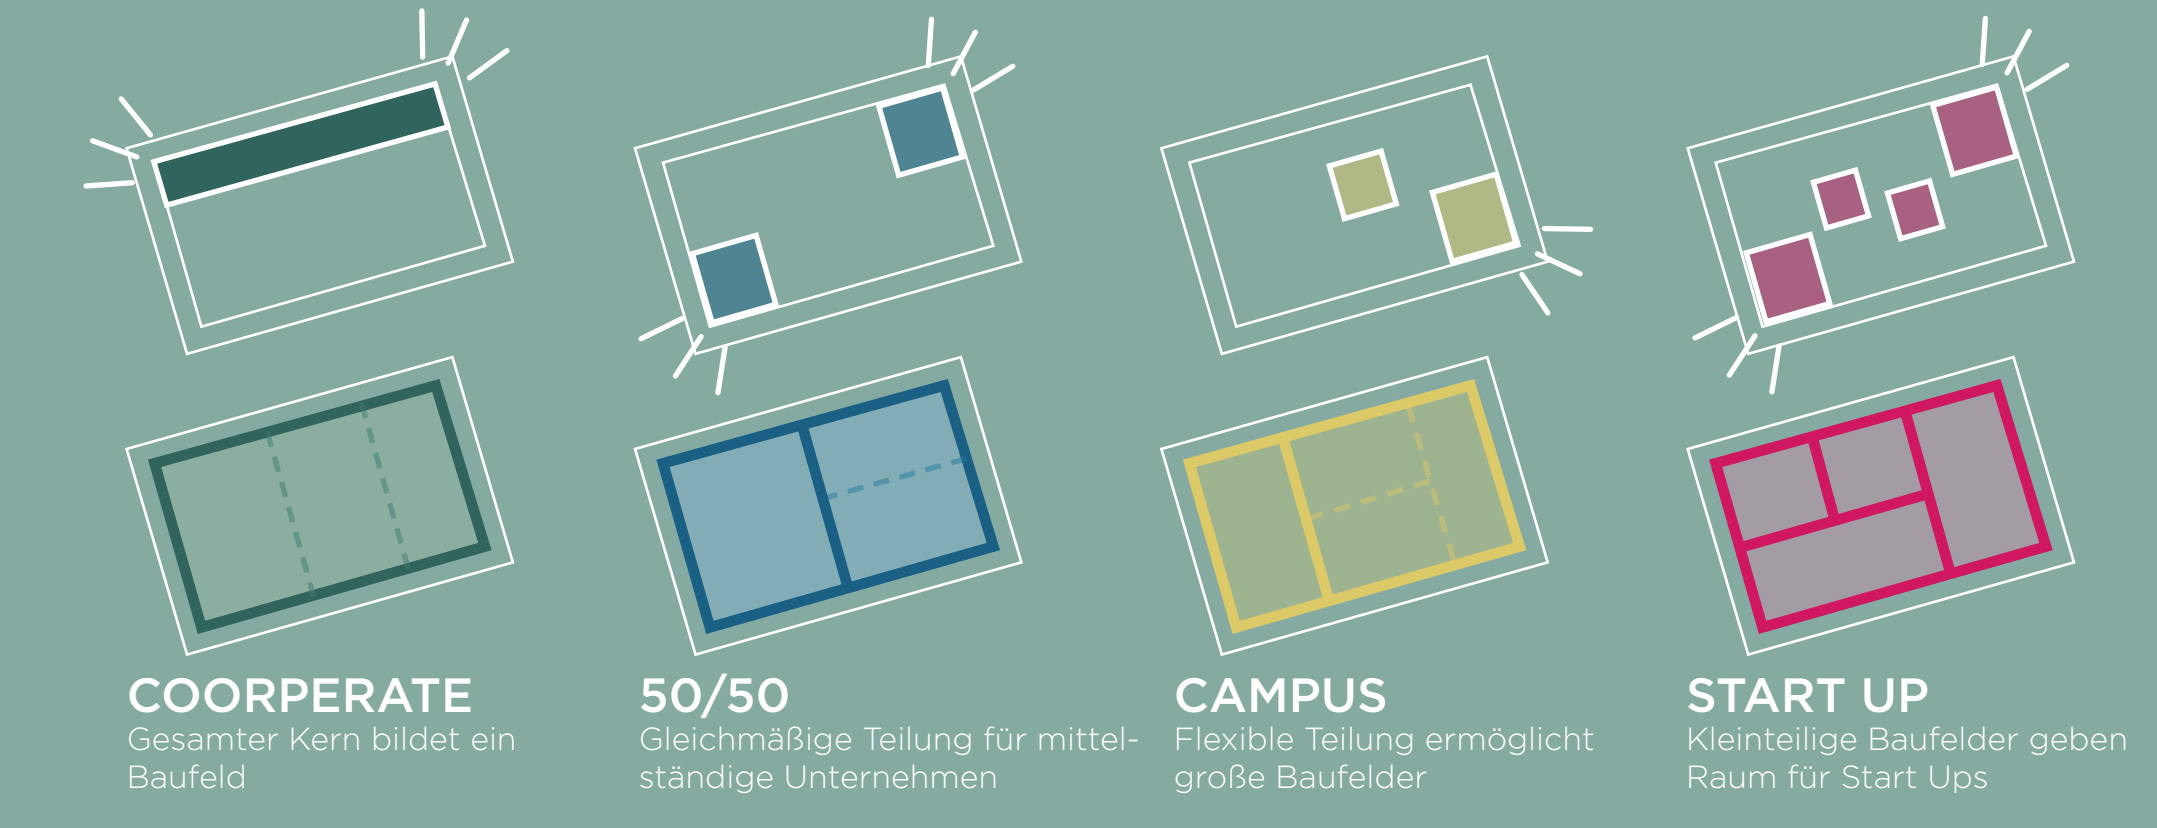 COORPERATE
Gesamter Kern bildet ein
Baufeld
50/50
Gleichmäßige Teilung für mittel-
ständige Unternehmen
CAMPUS
Flexible Teilung ermöglicht
große Baufelder
START UP
Kleinteilige Baufelder geben
Raum für Start Ups